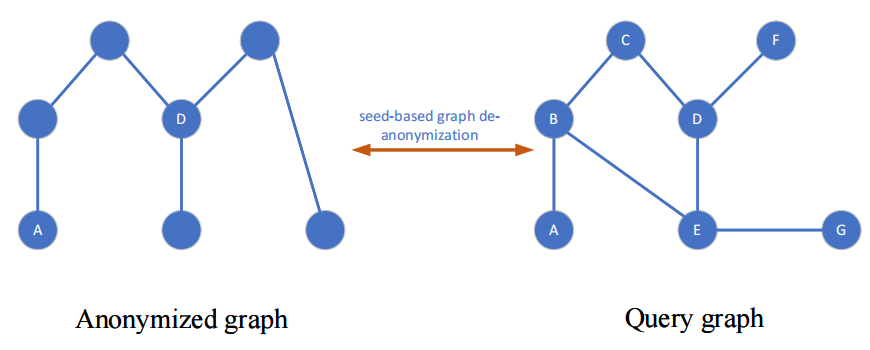 C
F
D
seed-based graph de-
anonymization
B
D
A
A
E
G
Anonymized graph
Query graph